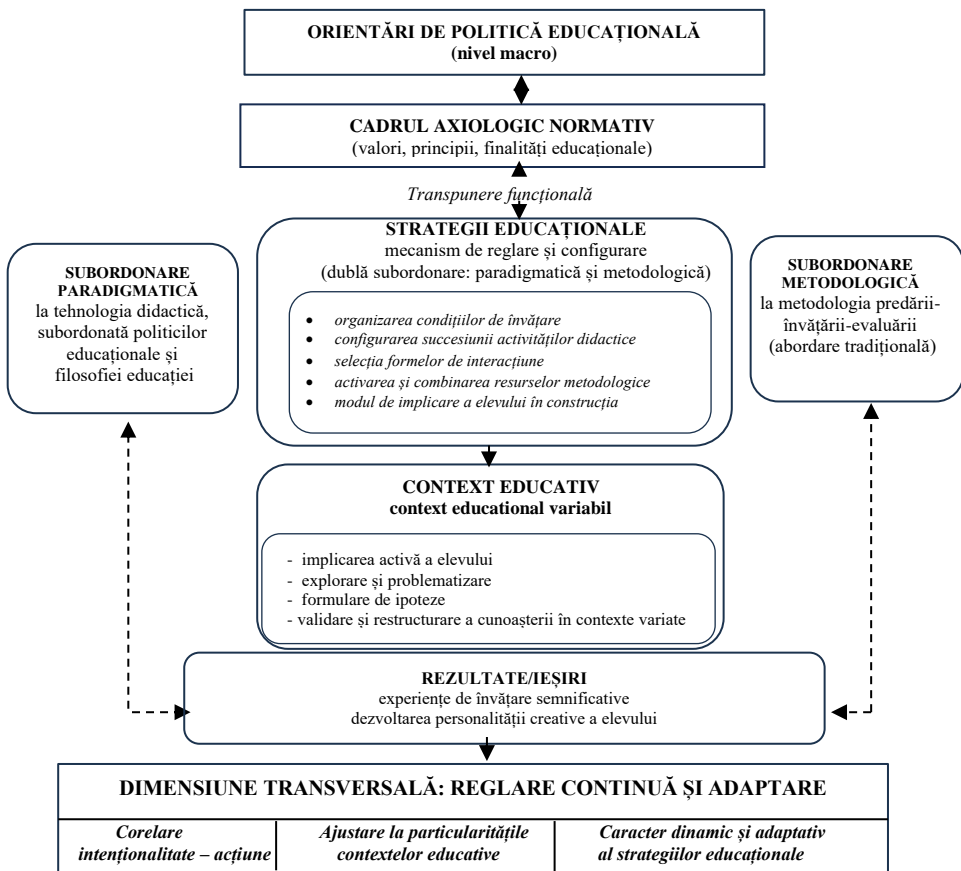 ORIENTĂRI DE POLITICĂ EDUCAȚIONALĂ
(nivel macro)
CADRUL AXIOLOGIC NORMATIV
(valori, principii, finalități educaționale)
Transpunere funcțională
STRATEGII EDUCAȚIONALE
mecanism de reglare și configurare
(dublă subordonare: paradigmatică și metodologică)
• organizarea condițiilor de învățare
• configurarea succesiunii activităților didactice
• selecția formelor de interacțiune
• activarea și combinarea resurselor metodologice
• modul de implicare a elevului în construcția
SUBORDONARE
PARADIGMATICĂ
la tehnologia didactică,
subordonată politicilor
educaționale și
filosofiei educației
SUBORDONARE
METODOLOGICĂ
la metodologia predării-
învățării-evaluării
(abordare tradițională)
CONTEXT EDUCATIV
context educational variabil
- implicarea activă a elevului
- explorare și problematizare
- formulare de ipoteze
- validare și restructurare a cunoașterii în contexte variate
REZULTATE/IEȘIRI
experiențe de învățare semnificative
dezvoltarea personalității creative a elevului
DIMENSIUNE TRANSVERSALĂ: REGLARE CONTINUĂ ȘI ADAPTARE
Corelare
intenționalitate – acțiune
Ajustare la particularitățile
contextelor educative
Caracter dinamic și adaptativ
al strategiilor educaționale